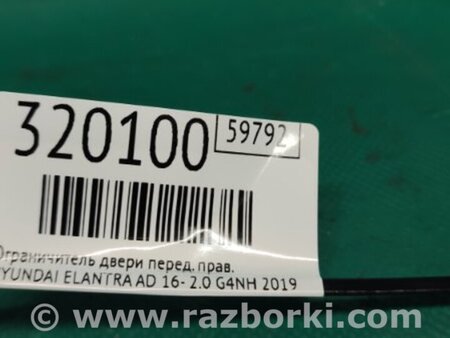 320100
59792
Ограничитель двери перед. прав.
HYUNDAI ELANTRA AD 16- 2.0 G4NH 2019
© www.razborki.com